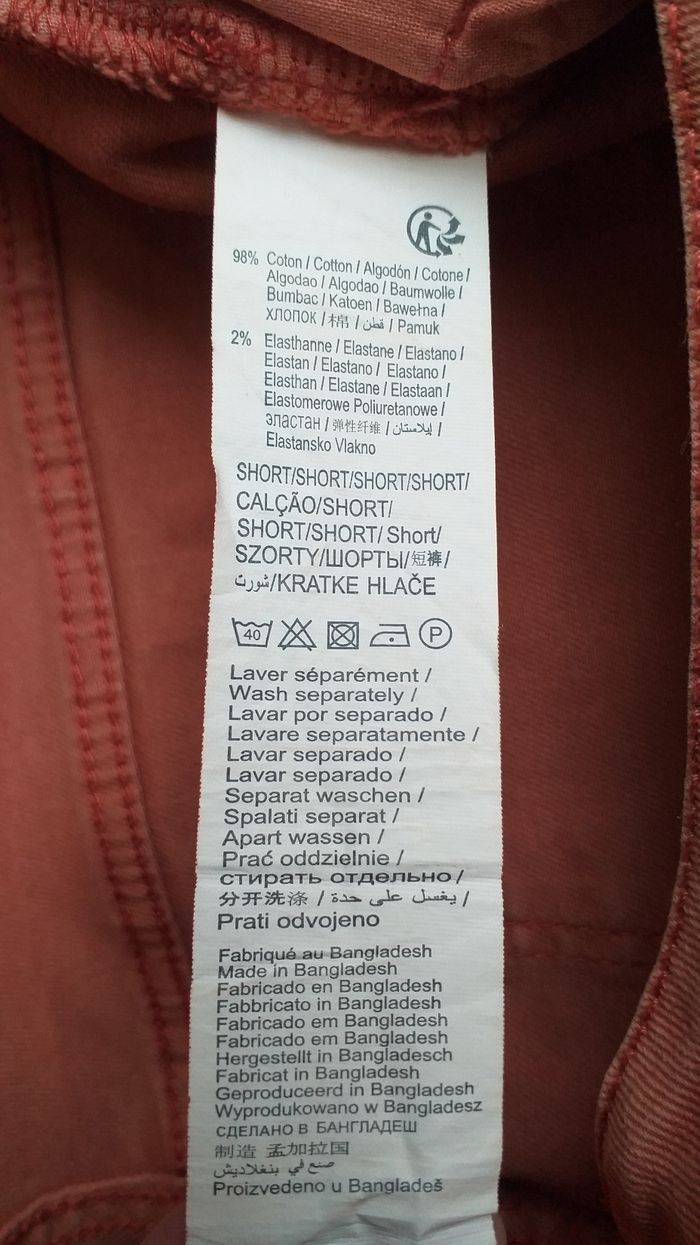 98% Coton / Cotton / Algodón / Cotone /
Algodao / Algodao / Baumwolle /
Bumbac / Katoen / Bawełna /
ХЛОПОК / 棉 / قطن / Pamuk
2% Elasthanne / Elastane / Elastano /
Elastan / Elastano / Elastano /
Elasthan / Elastane / Elastaan /
Elastomerowe Poliuretanowe /
эластан / 弹性纤维 / إيلاستان /
Elastansko Vlakno
SHORT/SHORT/SHORT/SHORT/
CALÇÃO/SHORT/
SHORT/SHORT/ Short/
SZORTY/ШОРТЫ/短裤/
شورت/KRATKE HLAČE
40 P
Laver séparément /
Wash separately /
Lavar por separado /
Lavare separatamente /
Lavar separado /
Lavar separado /
Separat waschen /
Spalati separat /
Apart wassen /
Prać oddzielnie /
стирать отдельно /
分开洗涤 / يغسل على حدة /
Prati odvojeno
Fabriqué au Bangladesh
Made in Bangladesh
Fabricado en Bangladesh
Fabbricato in Bangladesh
Fabricado em Bangladesh
Fabricado em Bangladesh
Hergestellt in Bangladesch
Fabricat in Bangladesh
Geproduceerd in Bangladesh
Wyprodukowano w Bangladesz
СДЕЛАНО В БАНГЛАДЕШ
制造 孟加拉国
صنع في بنغلاديش
Proizvedeno u Bangladeš